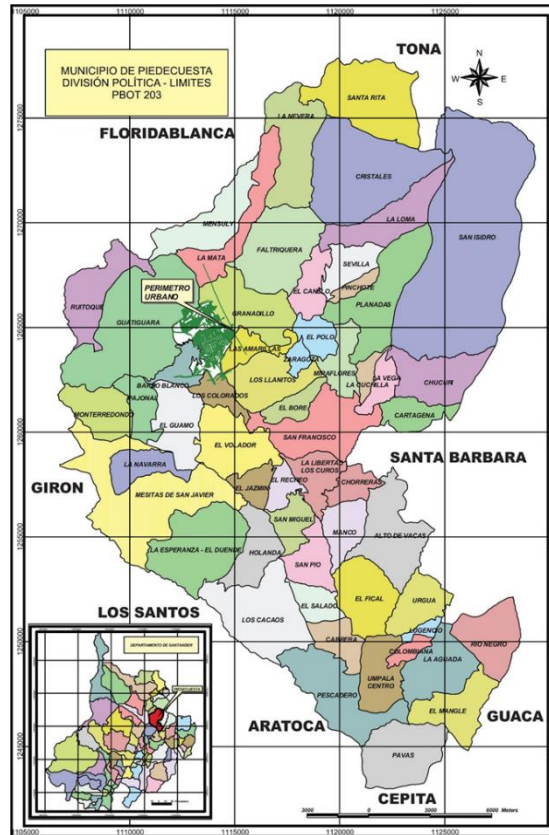 1105000 1110000 1115000 1120000 1125000
TONA
MUNICIPIO DE PIEDECUESTA
DIVISIÓN POLÍTICA - LIMITES
PBOT 203
N
W E
S
SANTA RITA
LA NEVERA
1275000
FLORIDABLANCA
CRISTALES
1270000
MENSULY
LA LOMA
SAN ISIDRO
LA MATA
FALTRIQUERA
SEVILLA
PERIMETRO
URBANO
EL CANELO
PINCHOTE
RUITOQUE
GRANADILLO
PLANADAS
1265000
GUATIGUARA
EL POLO
LAS AMARILLAS
ZARAGOZA
BARRO BLANCO
LOS LLANITOS
MIRAFLORES
LA VEGA
LA CUCHILLA
CHUCURI
PAJONAL
LOS COLORADOS
MONTERREDONDO
EL BORE
CARTAGENA
EL GUAMO
1260000
SAN FRANCISCO
EL VOLADOR
SANTA BARBARA
LA NAVARRA
LA LIBERTAD
LOS CUROS
GIRON
EL RECREO
CHORRERAS
MESITAS DE SAN JAVIER
EL JAZMIN
SAN MIGUEL
1255000
MANCO
ALTO DE VACAS
LA ESPERANZA - EL DUENDE
HOLANDA
SAN PIO
LOS SANTOS
EL SALADO
EL FICAL
URGUA
LOS CACAOS
LUGENCIO
1250000
CABRERA
COLOMBIANA
RIO NEGRO
DEPARTAMENTO DE SANTANDER
LA AGUADA
PESCADERO
UMPALA
CENTRO
ARATOCA
EL MANGLE
GUACA
1245000
PAVAS
CEPITA
3000 0 3000 6000 Meters
1105000 1110000 1115000 1120000 1125000